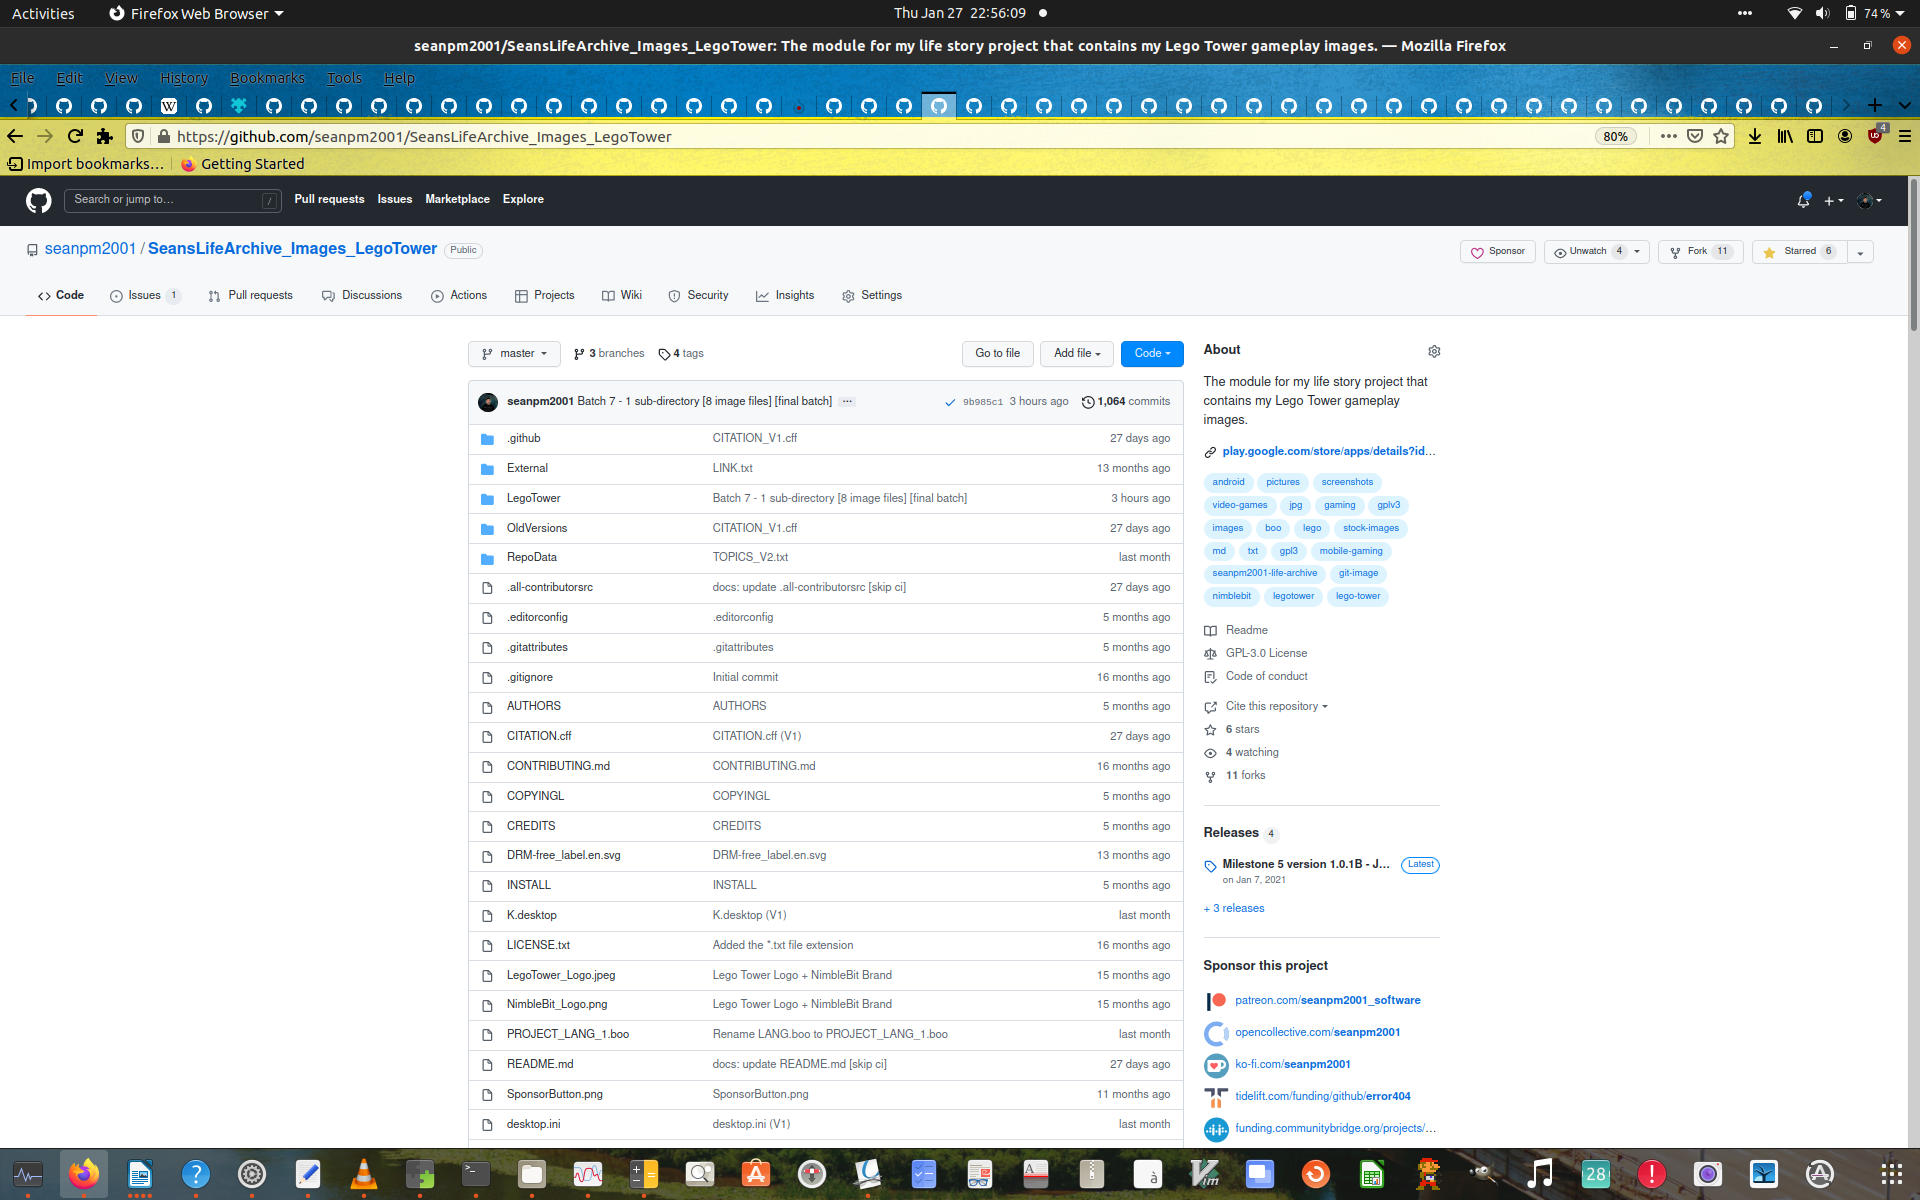 Activities Firefox Web Browser Thu Jan 27 22:56:09 74 %
seanpm2001/SeansLifeArchive_Images_LegoTower: The module for my life story project that contains my Lego Tower gameplay images. — Mozilla Firefox
File Edit View History Bookmarks Tools Help
https://github.com/seanpm2001/SeansLifeArchive_Images_LegoTower 80% 4
Import bookmarks… Getting Started
Search or jump to… / Pull requests Issues Marketplace Explore
seanpm2001 / SeansLifeArchive_Images_LegoTower Public Sponsor Unwatch 4 Fork 11 Starred 6
Code Issues 1 Pull requests Discussions Actions Projects Wiki Security Insights Settings
master 3 branches 4 tags Go to file Add file Code
seanpm2001 Batch 7 - 1 sub-directory [8 image files] [final batch] ... 9b985c1 3 hours ago 1,064 commits
.github CITATION_V1.cff 27 days ago
External LINK.txt 13 months ago
LegoTower Batch 7 - 1 sub-directory [8 image files] [final batch] 3 hours ago
OldVersions CITATION_V1.cff 27 days ago
RepoData TOPICS_V2.txt last month
.all-contributorsrc docs: update .all-contributorsrc [skip ci] 27 days ago
.editorconfig .editorconfig 5 months ago
.gitattributes .gitattributes 5 months ago
.gitignore Initial commit 16 months ago
AUTHORS AUTHORS 5 months ago
CITATION.cff CITATION.cff (V1) 27 days ago
CONTRIBUTING.md CONTRIBUTING.md 16 months ago
COPYINGL COPYINGL 5 months ago
CREDITS CREDITS 5 months ago
DRM-free_label.en.svg DRM-free_label.en.svg 13 months ago
INSTALL INSTALL 5 months ago
K.desktop K.desktop (V1) last month
LICENSE.txt Added the *.txt file extension 16 months ago
LegoTower_Logo.jpeg Lego Tower Logo + NimbleBit Brand 15 months ago
NimbleBit_Logo.png Lego Tower Logo + NimbleBit Brand 15 months ago
PROJECT_LANG_1.boo Rename LANG.boo to PROJECT_LANG_1.boo last month
README.md docs: update README.md [skip ci] 27 days ago
SponsorButton.png SponsorButton.png 11 months ago
desktop.ini desktop.ini (V1) last month
About
The module for my life story project that
contains my Lego Tower gameplay
images.
play.google.com/store/apps/details?id...
android pictures screenshots
video-games jpg gaming gplv3
images boo lego stock-images
md txt gpl3 mobile-gaming
seanpm2001-life-archive git-image
nimblebit legotower lego-tower
Readme
GPL-3.0 License
Code of conduct
Cite this repository
6 stars
4 watching
11 forks
Releases 4
Milestone 5 version 1.0.1B - J... Latest
on Jan 7, 2021
+ 3 releases
Sponsor this project
patreon.com/seanpm2001_software
opencollective.com/seanpm2001
ko-fi.com/seanpm2001
tidelift.com/funding/github/error404
funding.communitybridge.org/projects/...
28